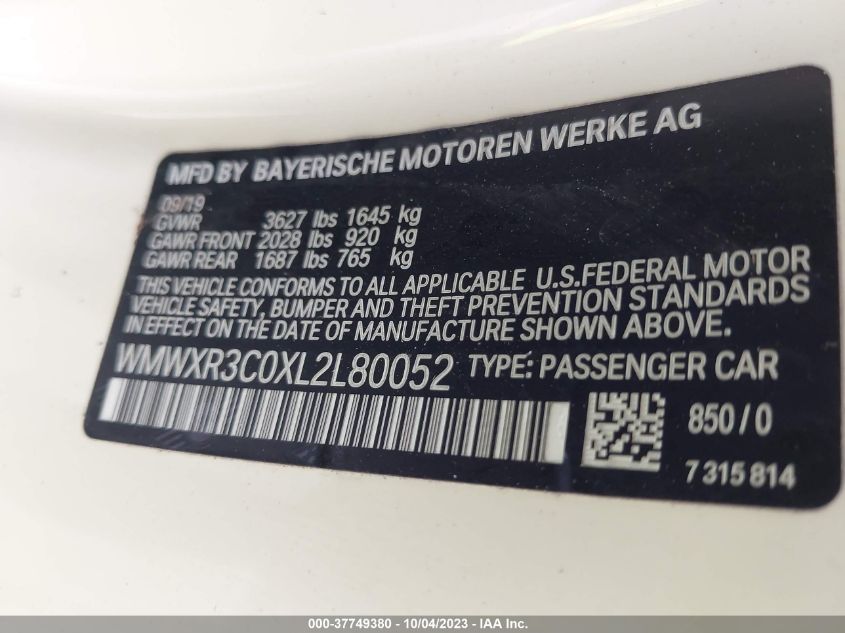 MFD BY BAYERISCHE MOTOREN WERKE AG
09/19
GVWR 3627 lbs 1645 kg
GAWR FRONT 2028 lbs 920 kg
GAWR REAR 1687 lbs 765 kg
THIS VEHICLE CONFORMS TO ALL APPLICABLE U.S.FEDERAL MOTOR
VEHICLE SAFETY, BUMPER AND THEFT PREVENTION STANDARDS
IN EFFECT ON THE DATE OF MANUFACTURE SHOWN ABOVE.
WMWXR3C0XL2L80052 TYPE: PASSENGER CAR
850/0
7315814
000-37749380 - 10/04/2023 - IAA Inc.